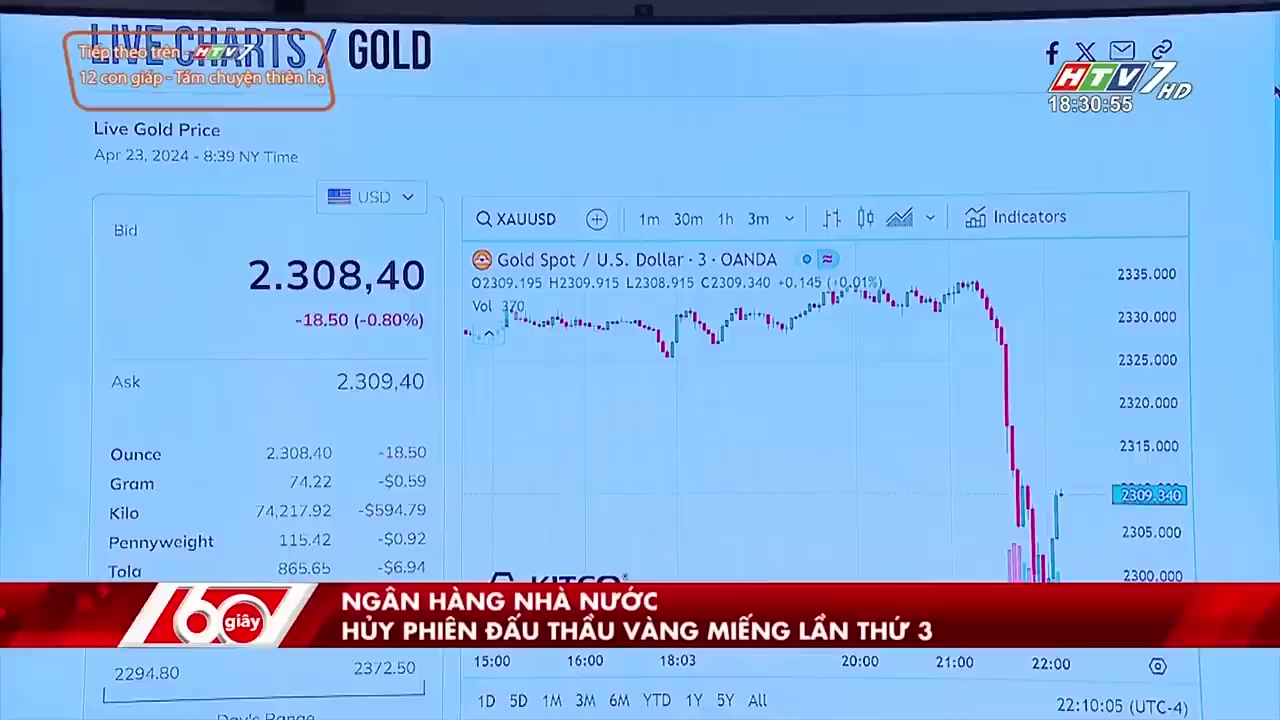 LIVE CHARTS / GOLD
Tiếp theo trên - HTV7
12 con giáp - Tám chuyện thiên hạ
HTV7 HD
18:30:55
Live Gold Price
Apr 23, 2024 - 8:39 NY Time
USD
Bid
2.308,40
-18.50 (-0.80%)
Ask 2.309,40
Ounce 2.308,40 -18.50
Gram 74.22 -$0.59
Kilo 74,217.92 -$594.79
Pennyweight 115.42 -$0.92
Tola 865.65 -$6.94
XAUUSD 1m 30m 1h 3m Indicators
Gold Spot / U.S. Dollar · 3 · OANDA
O2309.195 H2309.915 L2308.915 C2309.340 +0.145 (+0.01%)
Vol 370
2335.000
2330.000
2325.000
2320.000
2315.000
2309.340
2305.000
2300.000
KITCO
60 giây
NGÂN HÀNG NHÀ NƯỚC
HỦY PHIÊN ĐẤU THẦU VÀNG MIẾNG LẦN THỨ 3
2294.80 2372.50
Day's Range
15:00 16:00 18:03 20:00 21:00 22:00
1D 5D 1M 3M 6M YTD 1Y 5Y All
22:10:05 (UTC-4)